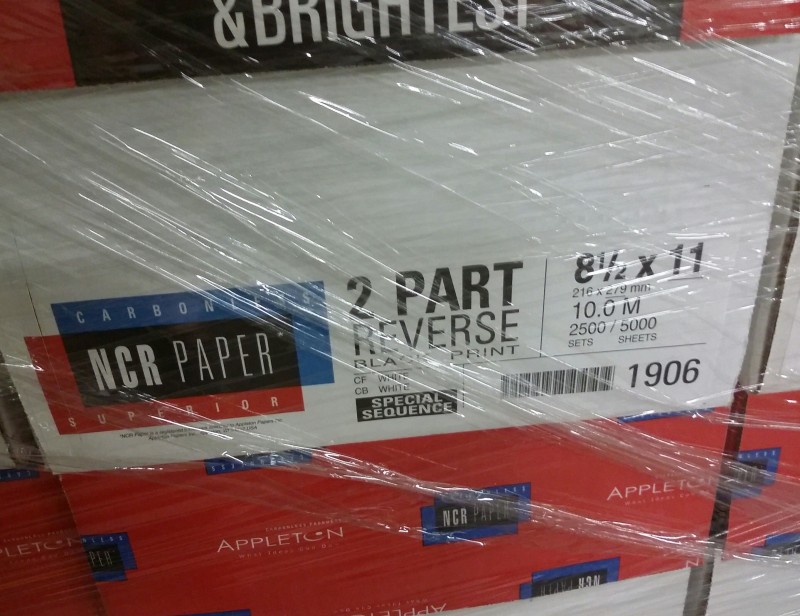 &BRIGHTEST
CARBONLESS
NCR PAPER®
SUPERIOR
2 PART
REVERSE
BLACK PRINT
CF WHITE
CB WHITE
SPECIAL
SEQUENCE
8½ x 11
216 x 279 mm
10.0 M
2500 / 5000
SETS SHEETS
1906
APPLETON
NCR PAPER
APPLETON
APPLETON